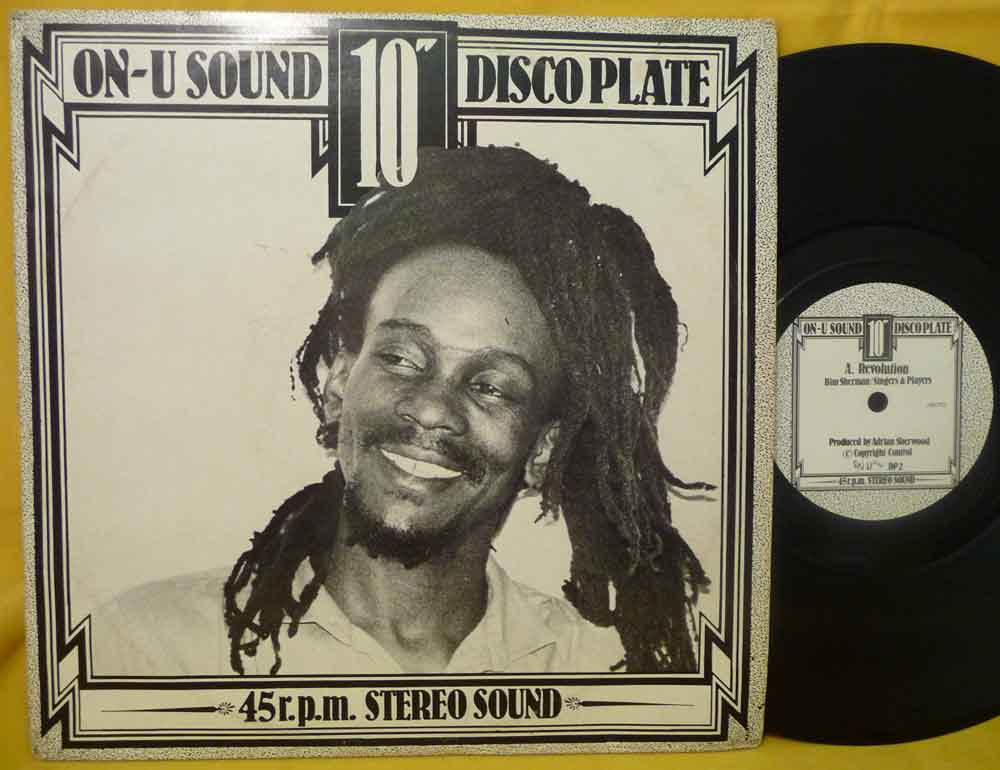 ON-U SOUND 10" DISCO PLATE
45 r.p.m. STEREO SOUND
ON-U SOUND 10" DISCO PLATE
A. Revolution
Bim Sherman/Singers & Players
Produced by Adrian Sherwood
© Copyright Control
DP 2
45 r.p.m. STEREO SOUND